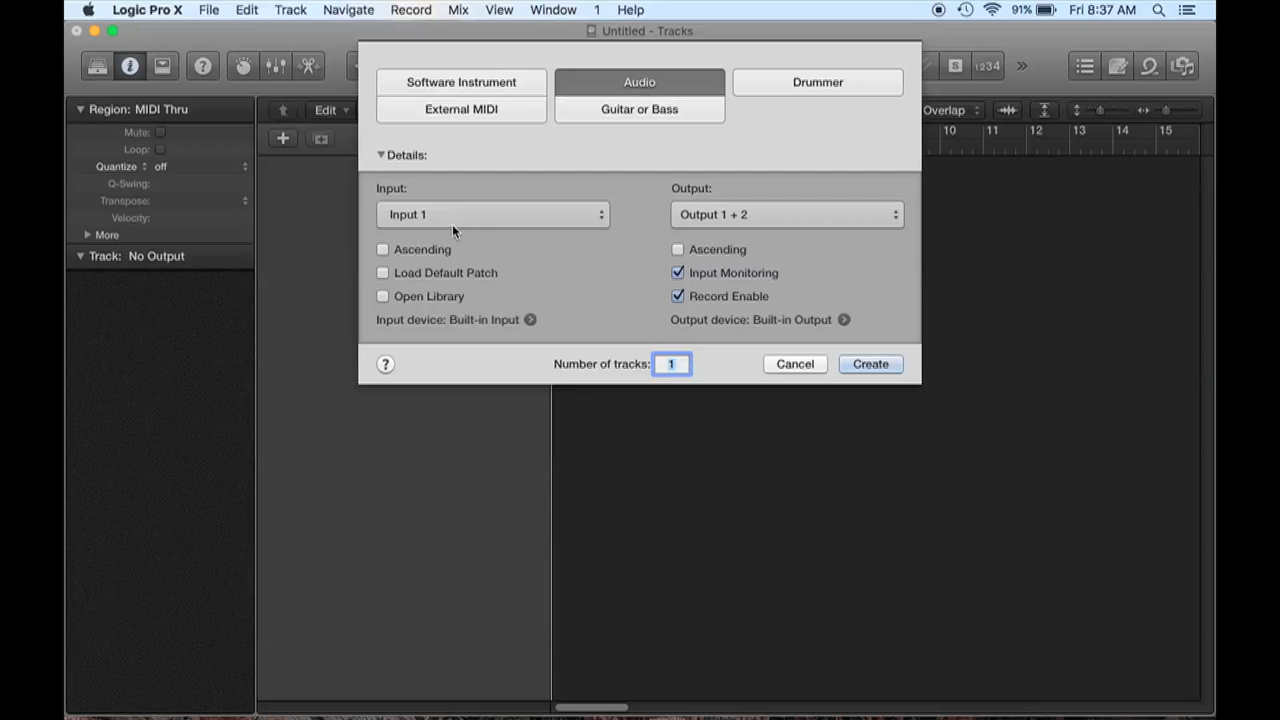 Logic Pro X File Edit Track Navigate Record Mix View Window 1 Help 91% Fri 8:37 AM
Untitled - Tracks
1234
Software Instrument Audio Drummer
External MIDI Guitar or Bass
Region: MIDI Thru
Edit
Overlap
Mute:
Loop:
Quantize off
Q-Swing:
Transpose:
Velocity:
More
Track: No Output
10 11 12 13 14 15
Details:
Input: Output:
Input 1 Output 1 + 2
Ascending Ascending
Load Default Patch Input Monitoring
Open Library Record Enable
Input device: Built-in Input Output device: Built-in Output
? Number of tracks: 1 Cancel Create